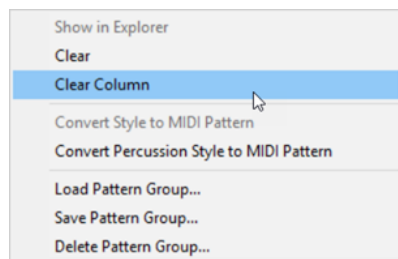 Show in Explorer
Clear
Clear Column
Convert Style to MIDI Pattern
Convert Percussion Style to MIDI Pattern
Load Pattern Group...
Save Pattern Group...
Delete Pattern Group...